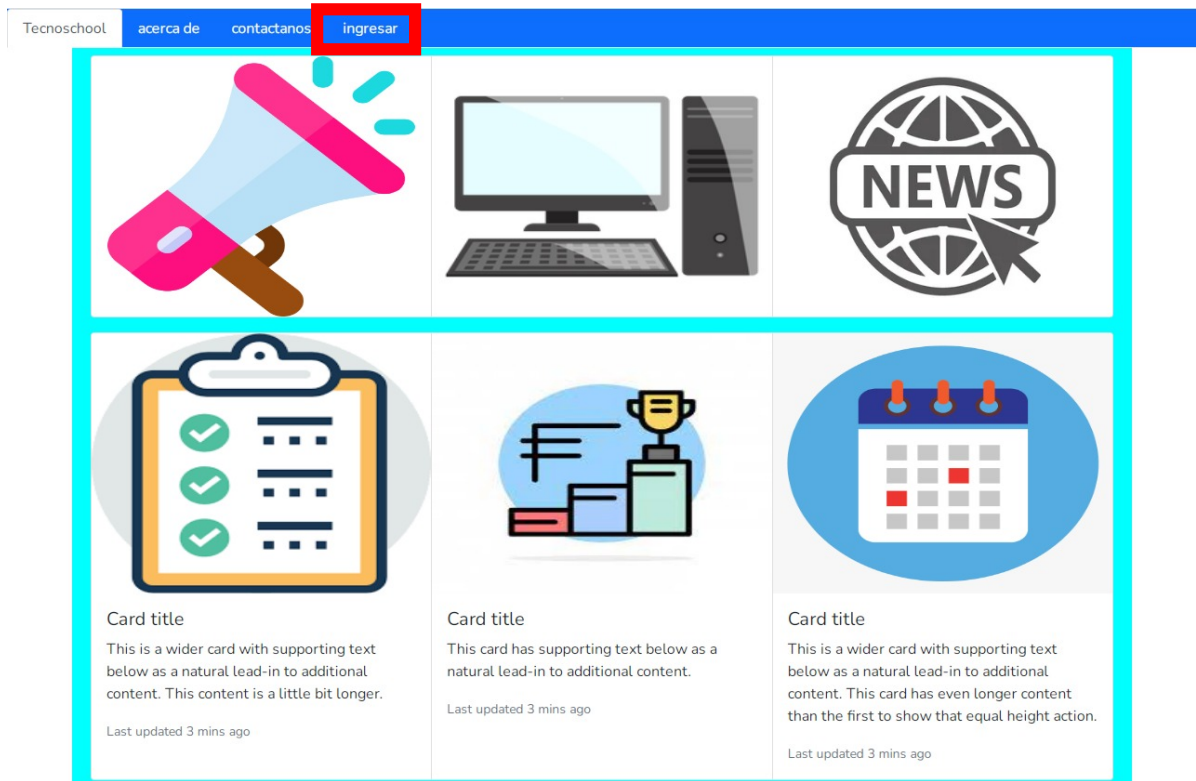 Tecnoschool acerca de contactanos ingresar
NEWS
Card title
This is a wider card with supporting text
below as a natural lead-in to additional
content. This content is a little bit longer.
Last updated 3 mins ago
Card title
This card has supporting text below as a
natural lead-in to additional content.
Last updated 3 mins ago
Card title
This is a wider card with supporting text
below as a natural lead-in to additional
content. This card has even longer content
than the first to show that equal height action.
Last updated 3 mins ago